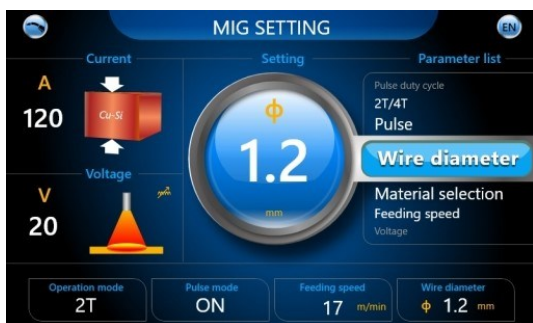 MIG SETTING
EN
Current
A
120
Cu-Si
Voltage
V
20
Setting
ϕ
1.2
mm
Parameter list
Pulse duty cycle
2T/4T
Pulse
Wire diameter
Material selection
Feeding speed
Voltage
Operation mode
2T
Pulse mode
ON
Feeding speed
17 m/min
Wire diameter
ϕ 1.2 mm